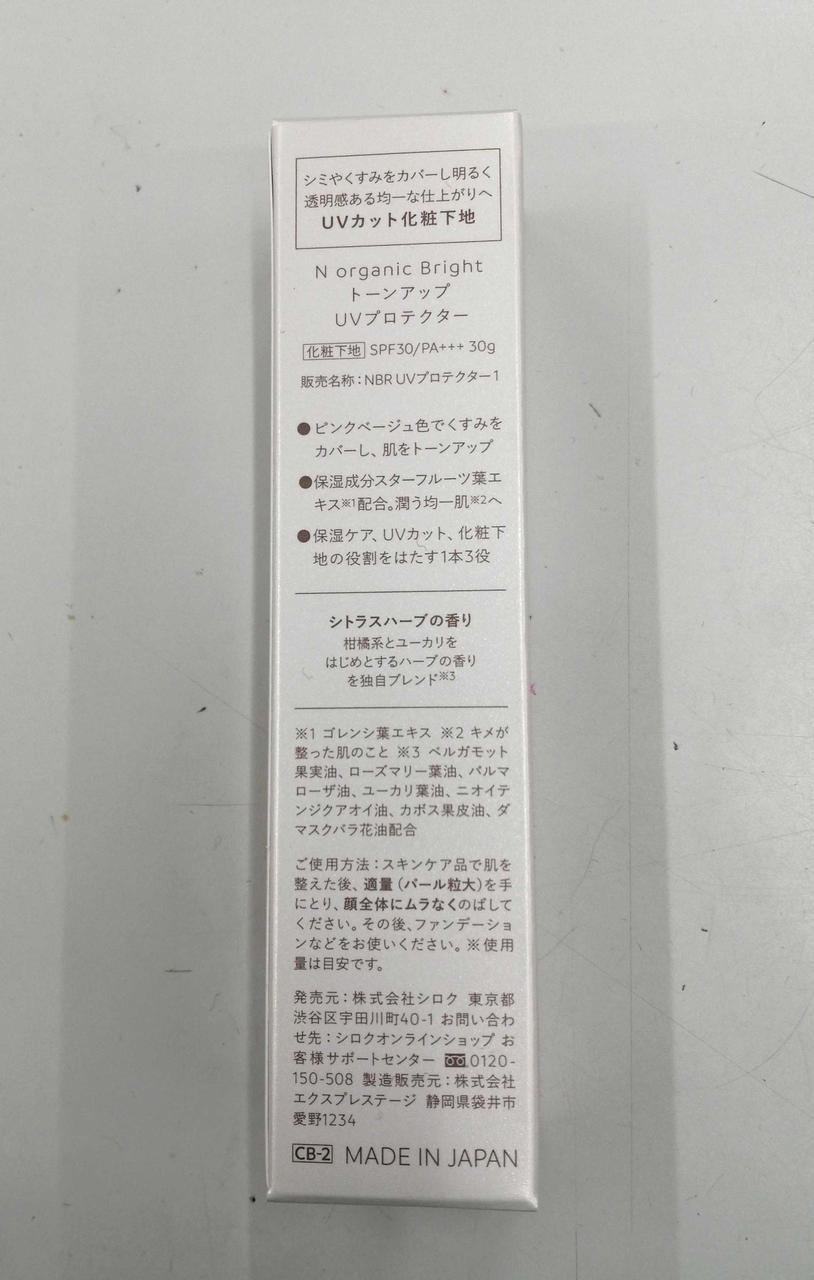 シミやくすみをカバーし明るく
透明感ある均一な仕上がりへ
UVカット化粧下地
N organic Bright
トーンアップ
UVプロテクター
化粧下地 SPF30/PA+++ 30g
販売名称：NBR UVプロテクター1
●ピンクベージュ色でくすみを
カバーし、肌をトーンアップ
●保湿成分スターフルーツ葉エ
キス※1配合。潤う均一肌※2へ
●保湿ケア、UVカット、化粧下
地の役割をはたす1本3役
シトラスハーブの香り
柑橘系とユーカリを
はじめとするハーブの香り
を独自ブレンド※3
※1 ゴレンシ葉エキス ※2 キメが
整った肌のこと ※3 ベルガモット
果実油、ローズマリー葉油、パルマ
ローザ油、ユーカリ葉油、ニオイテ
ンジクアオイ油、カボス果皮油、ダ
マスクバラ花油配合
ご使用方法：スキンケア品で肌を
整えた後、適量（パール粒大）を手
にとり、顔全体にムラなくのばして
ください。その後、ファンデーショ
ンなどをお使いください。※使用
量は目安です。
発売元：株式会社シロク 東京都
渋谷区宇田川町40-1 お問い合わ
せ先：シロクオンラインショップ お
客様サポートセンター 0120-
150-508 製造販売元：株式会社
エクスプレステージ 静岡県袋井市
愛野1234
CB-2 MADE IN JAPAN